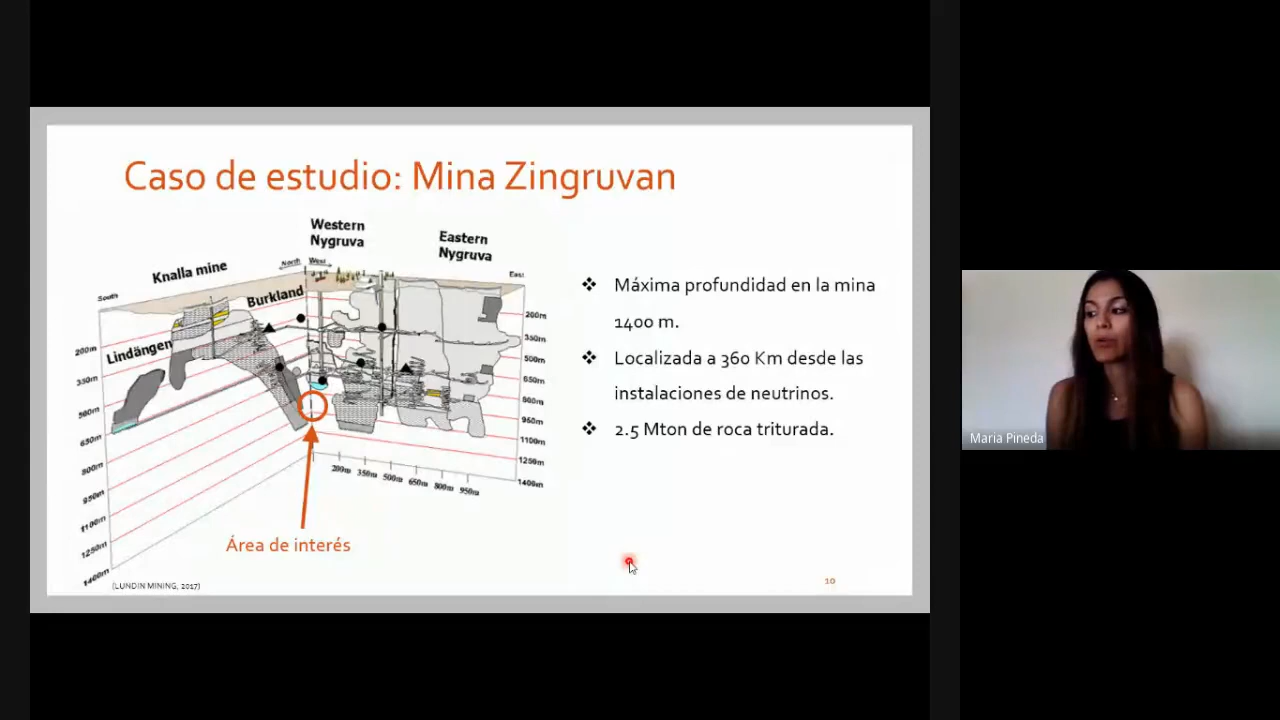 Caso de estudio: Mina Zingruvan
Western
Nygruva
Eastern
Nygruva
Knalla mine
North
West
East
South
Burkland
Lindängen
200m
350m
500m
650m
800m
950m
1100m
1250m
1400m
200m
350m
500m
650m
800m
950m
1100m
1250m
1400m
200m
350m
500m
650m
800m
950m
Área de interés
(LUNDIN MINING, 2017)
❖ Máxima profundidad en la mina
1400 m.
❖ Localizada a 360 Km desde las
instalaciones de neutrinos.
❖ 2.5 Mton de roca triturada.
10
Maria Pineda